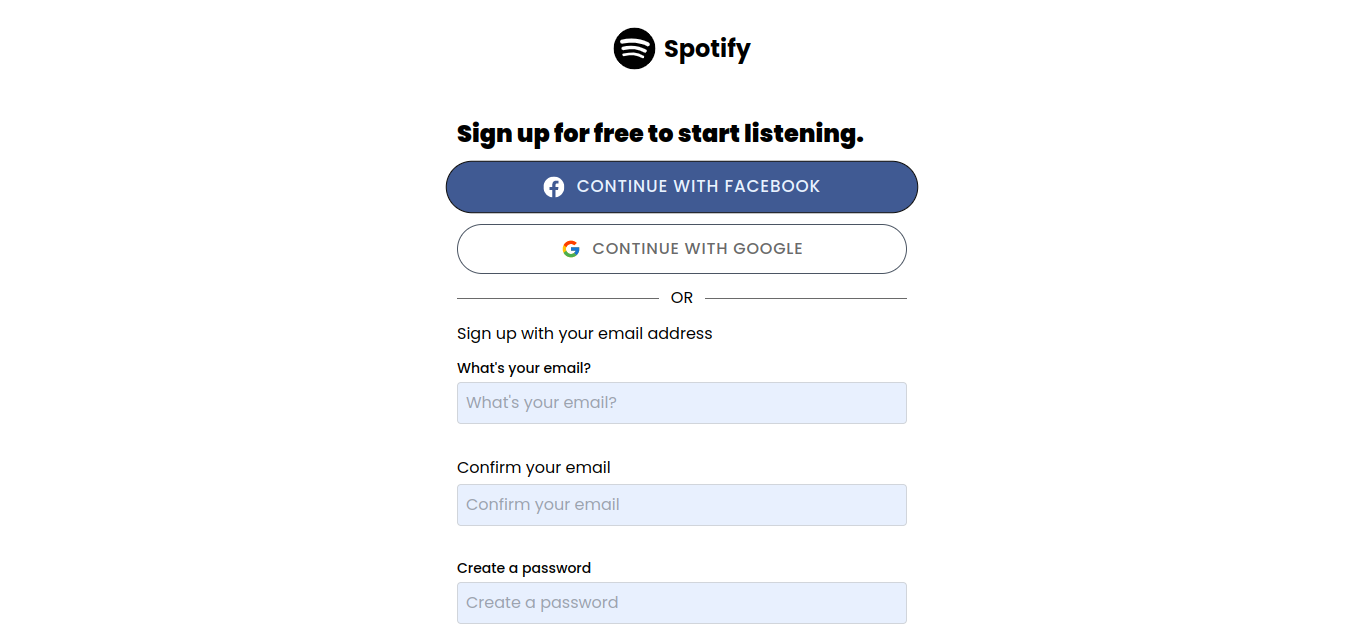 Spotify
Sign up for free to start listening.
CONTINUE WITH FACEBOOK
CONTINUE WITH GOOGLE
OR
Sign up with your email address
What's your email?
What's your email?
Confirm your email
Confirm your email
Create a password
Create a password